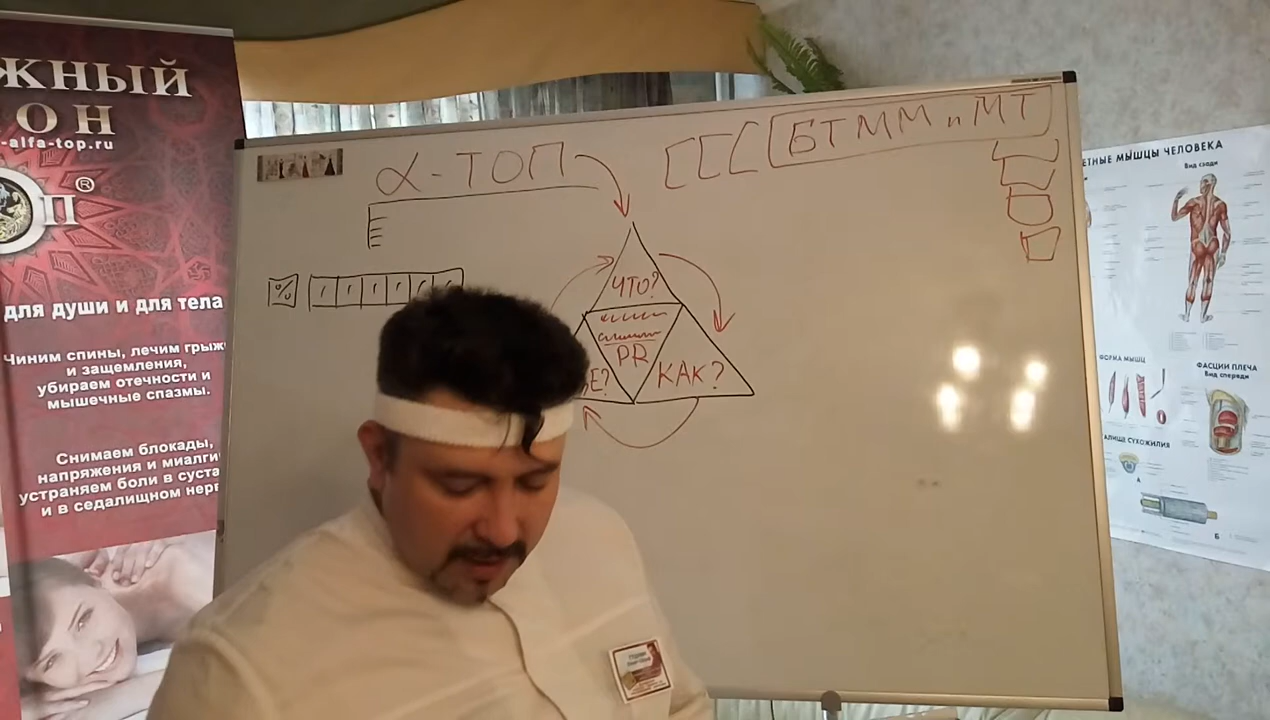 ЖНЫЙ
ОН
-alfa-top.ru
П®
для души и для тела
Чиним спины, лечим грыж
и защемления,
убираем отечности и
мышечные спазмы.
Снимаем блокады,
напряжения и миалги
устраняем боли в суста
и в седалищном нерв
α - ТОП
БТММ и МТ
%
ЧТО?
PR
КАК?
ЕТНЫЕ МЫШЦЫ ЧЕЛОВЕКА
Вид сзади
ФОРМА МЫШЦ
ФАСЦИИ ПЛЕЧА
Вид спереди
АЛИЩЕ СУХОЖИЛИЯ
А
Б